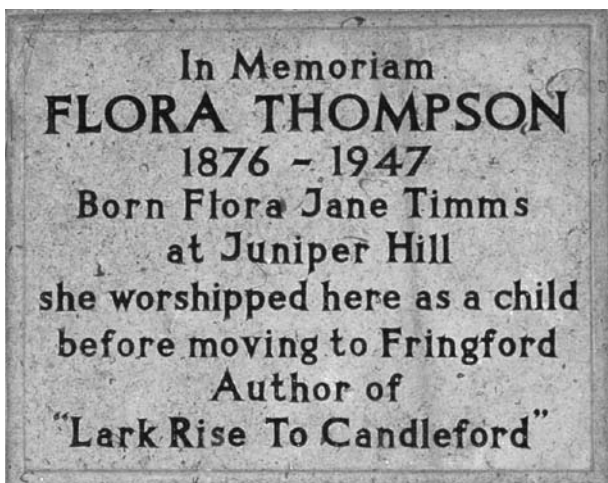 In Memoriam
FLORA THOMPSON
1876 - 1947
Born Flora Jane Timms
at Juniper Hill
she worshipped here as a child
before moving to Fringford
Author of
"Lark Rise To Candleford"